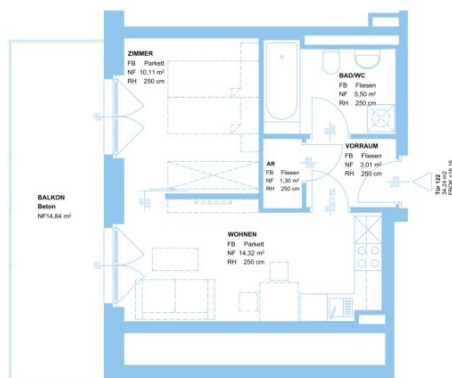 ZIMMER
FB Parkett
NF 10,11 m²
RH 250 cm
BAD/WC
FB Fliesen
NF 5,50 m²
RH 250 cm
VORRAUM
FB Fliesen
NF 3,01 m²
RH 250 cm
AR
FB Fliesen
NF 1,30 m²
RH 250 cm
Tür 122
34,24 m2
BALKON
Beton
NF14,84 m²
WOHNEN
FB Parkett
NF 14,32 m²
RH 250 cm